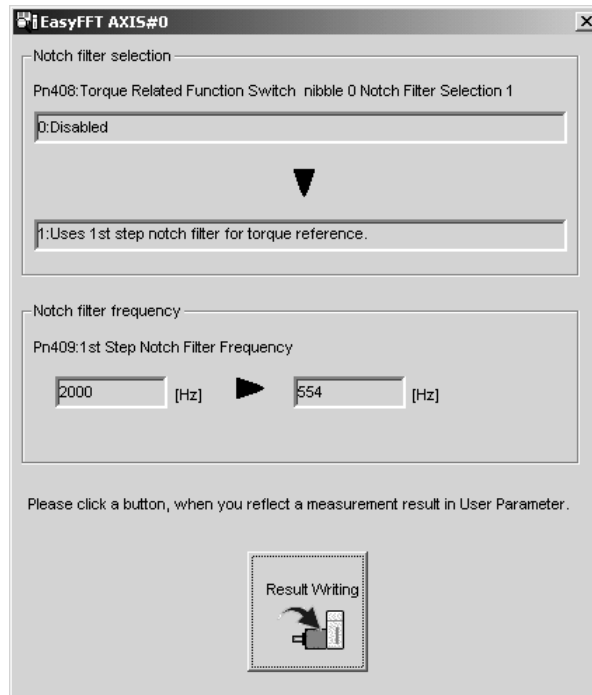 EasyFFT AXIS#0
Notch filter selection
Pn408:Torque Related Function Switch nibble 0 Notch Filter Selection 1
0:Disabled
1:Uses 1st step notch filter for torque reference.
Notch filter frequency
Pn409:1st Step Notch Filter Frequency
2000 [Hz] 554 [Hz]
Please click a button, when you reflect a measurement result in User Parameter.
Result Writing